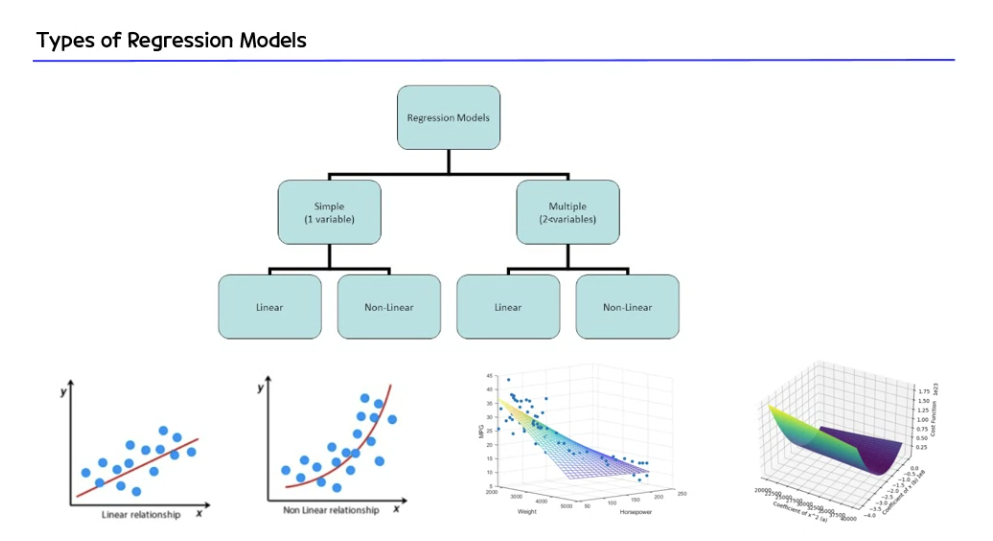 Types of Regression Models
Regression Models
Simple
(1 variable)
Multiple
(2<variables)
Linear
Non-Linear
Linear
Non-Linear
y
Linear relationship
x
y
Non Linear relationship
x
45
40
35
30
25
20
15
10
5
MPG
2000
3000
4000
5000
Weight
50
100
150
200
250
Horsepower
1e23
1.75
1.50
1.25
1.00
0.75
0.50
0.25
Cost Function
0.0
-0.5
-1.0
-1.5
-2.0
-2.5
-3.0
-3.5
-4.0
Coefficient of x (b)
20000
22500
25000
27500
30000
32500
35000
37500
40000
Coefficient of x^2 (a)